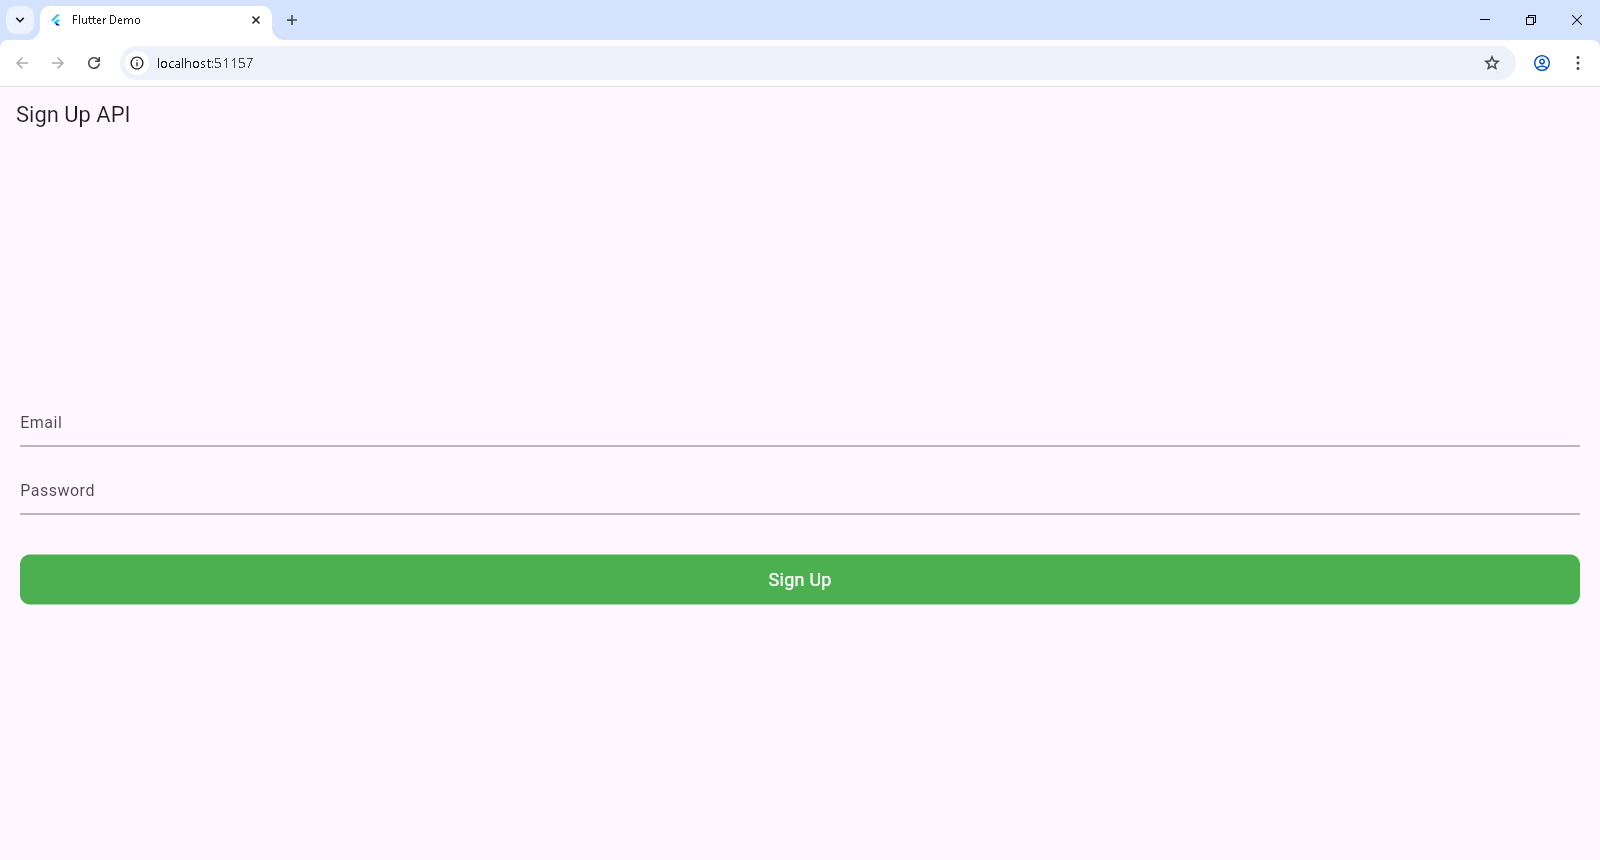 Flutter Demo
localhost:51157
Sign Up API
Email
Password
Sign Up